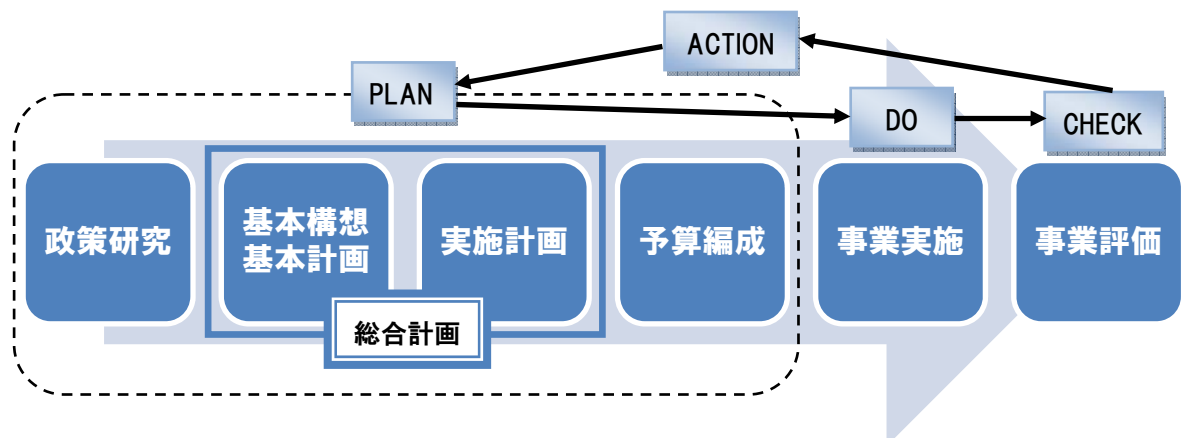 ACTION
PLAN
DO
CHECK
政策研究
基本構想
基本計画
実施計画
予算編成
事業実施
事業評価
総合計画